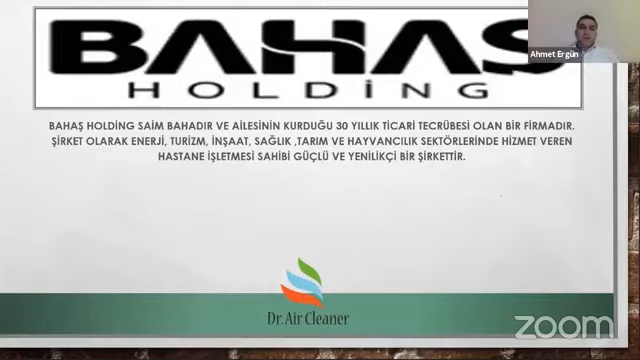 BAHAŞ
HOLDİNG
Ahmet Ergün
BAHAŞ HOLDİNG SAİM BAHADIR VE AİLESİNİN KURDUĞU 30 YILLIK TİCARİ TECRÜBESİ OLAN BİR FİRMADIR.
ŞİRKET OLARAK ENERJİ, TURİZM, İNŞAAT, SAĞLIK ,TARIM VE HAYVANCILIK SEKTÖRLERİNDE HİZMET VEREN
HASTANE İŞLETMESİ SAHİBİ GÜÇLÜ VE YENİLİKÇİ BİR ŞİRKETTİR.
Dr. Air Cleaner
zoom